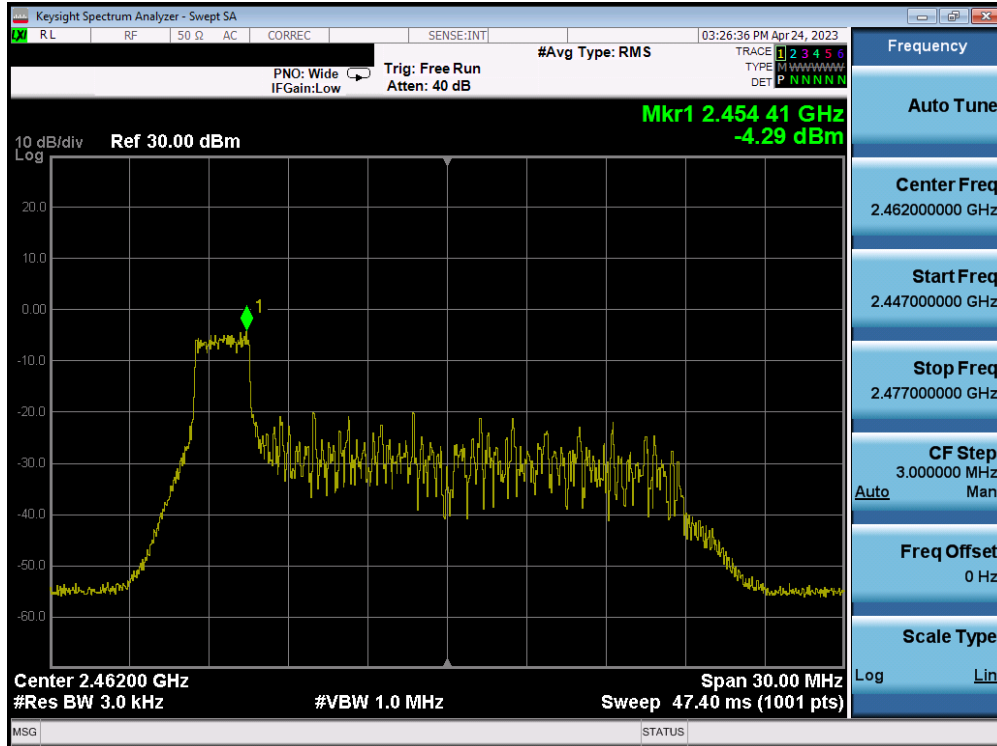 Keysight Spectrum Analyzer - Swept SA
LXI RL RF 50 Ω AC CORREC SENSE:INT 03:26:36 PM Apr 24, 2023
#Avg Type: RMS
TRACE 1 2 3 4 5 6
PNO: Wide Trig: Free Run TYPE M WWWWW
IFGain:Low Atten: 40 dB DET P N N N N N
Mkr1 2.454 41 GHz
-4.29 dBm
10 dB/div Ref 30.00 dBm
Log
20.0
10.0
0.00
1
-10.0
-20.0
-30.0
-40.0
-50.0
-60.0
Center 2.46200 GHz Span 30.00 MHz
#Res BW 3.0 kHz #VBW 1.0 MHz Sweep 47.40 ms (1001 pts)
MSG STATUS
Frequency
Auto Tune
Center Freq
2.462000000 GHz
Start Freq
2.447000000 GHz
Stop Freq
2.477000000 GHz
CF Step
3.000000 MHz
Auto Man
Freq Offset
0 Hz
Scale Type
Log Lin